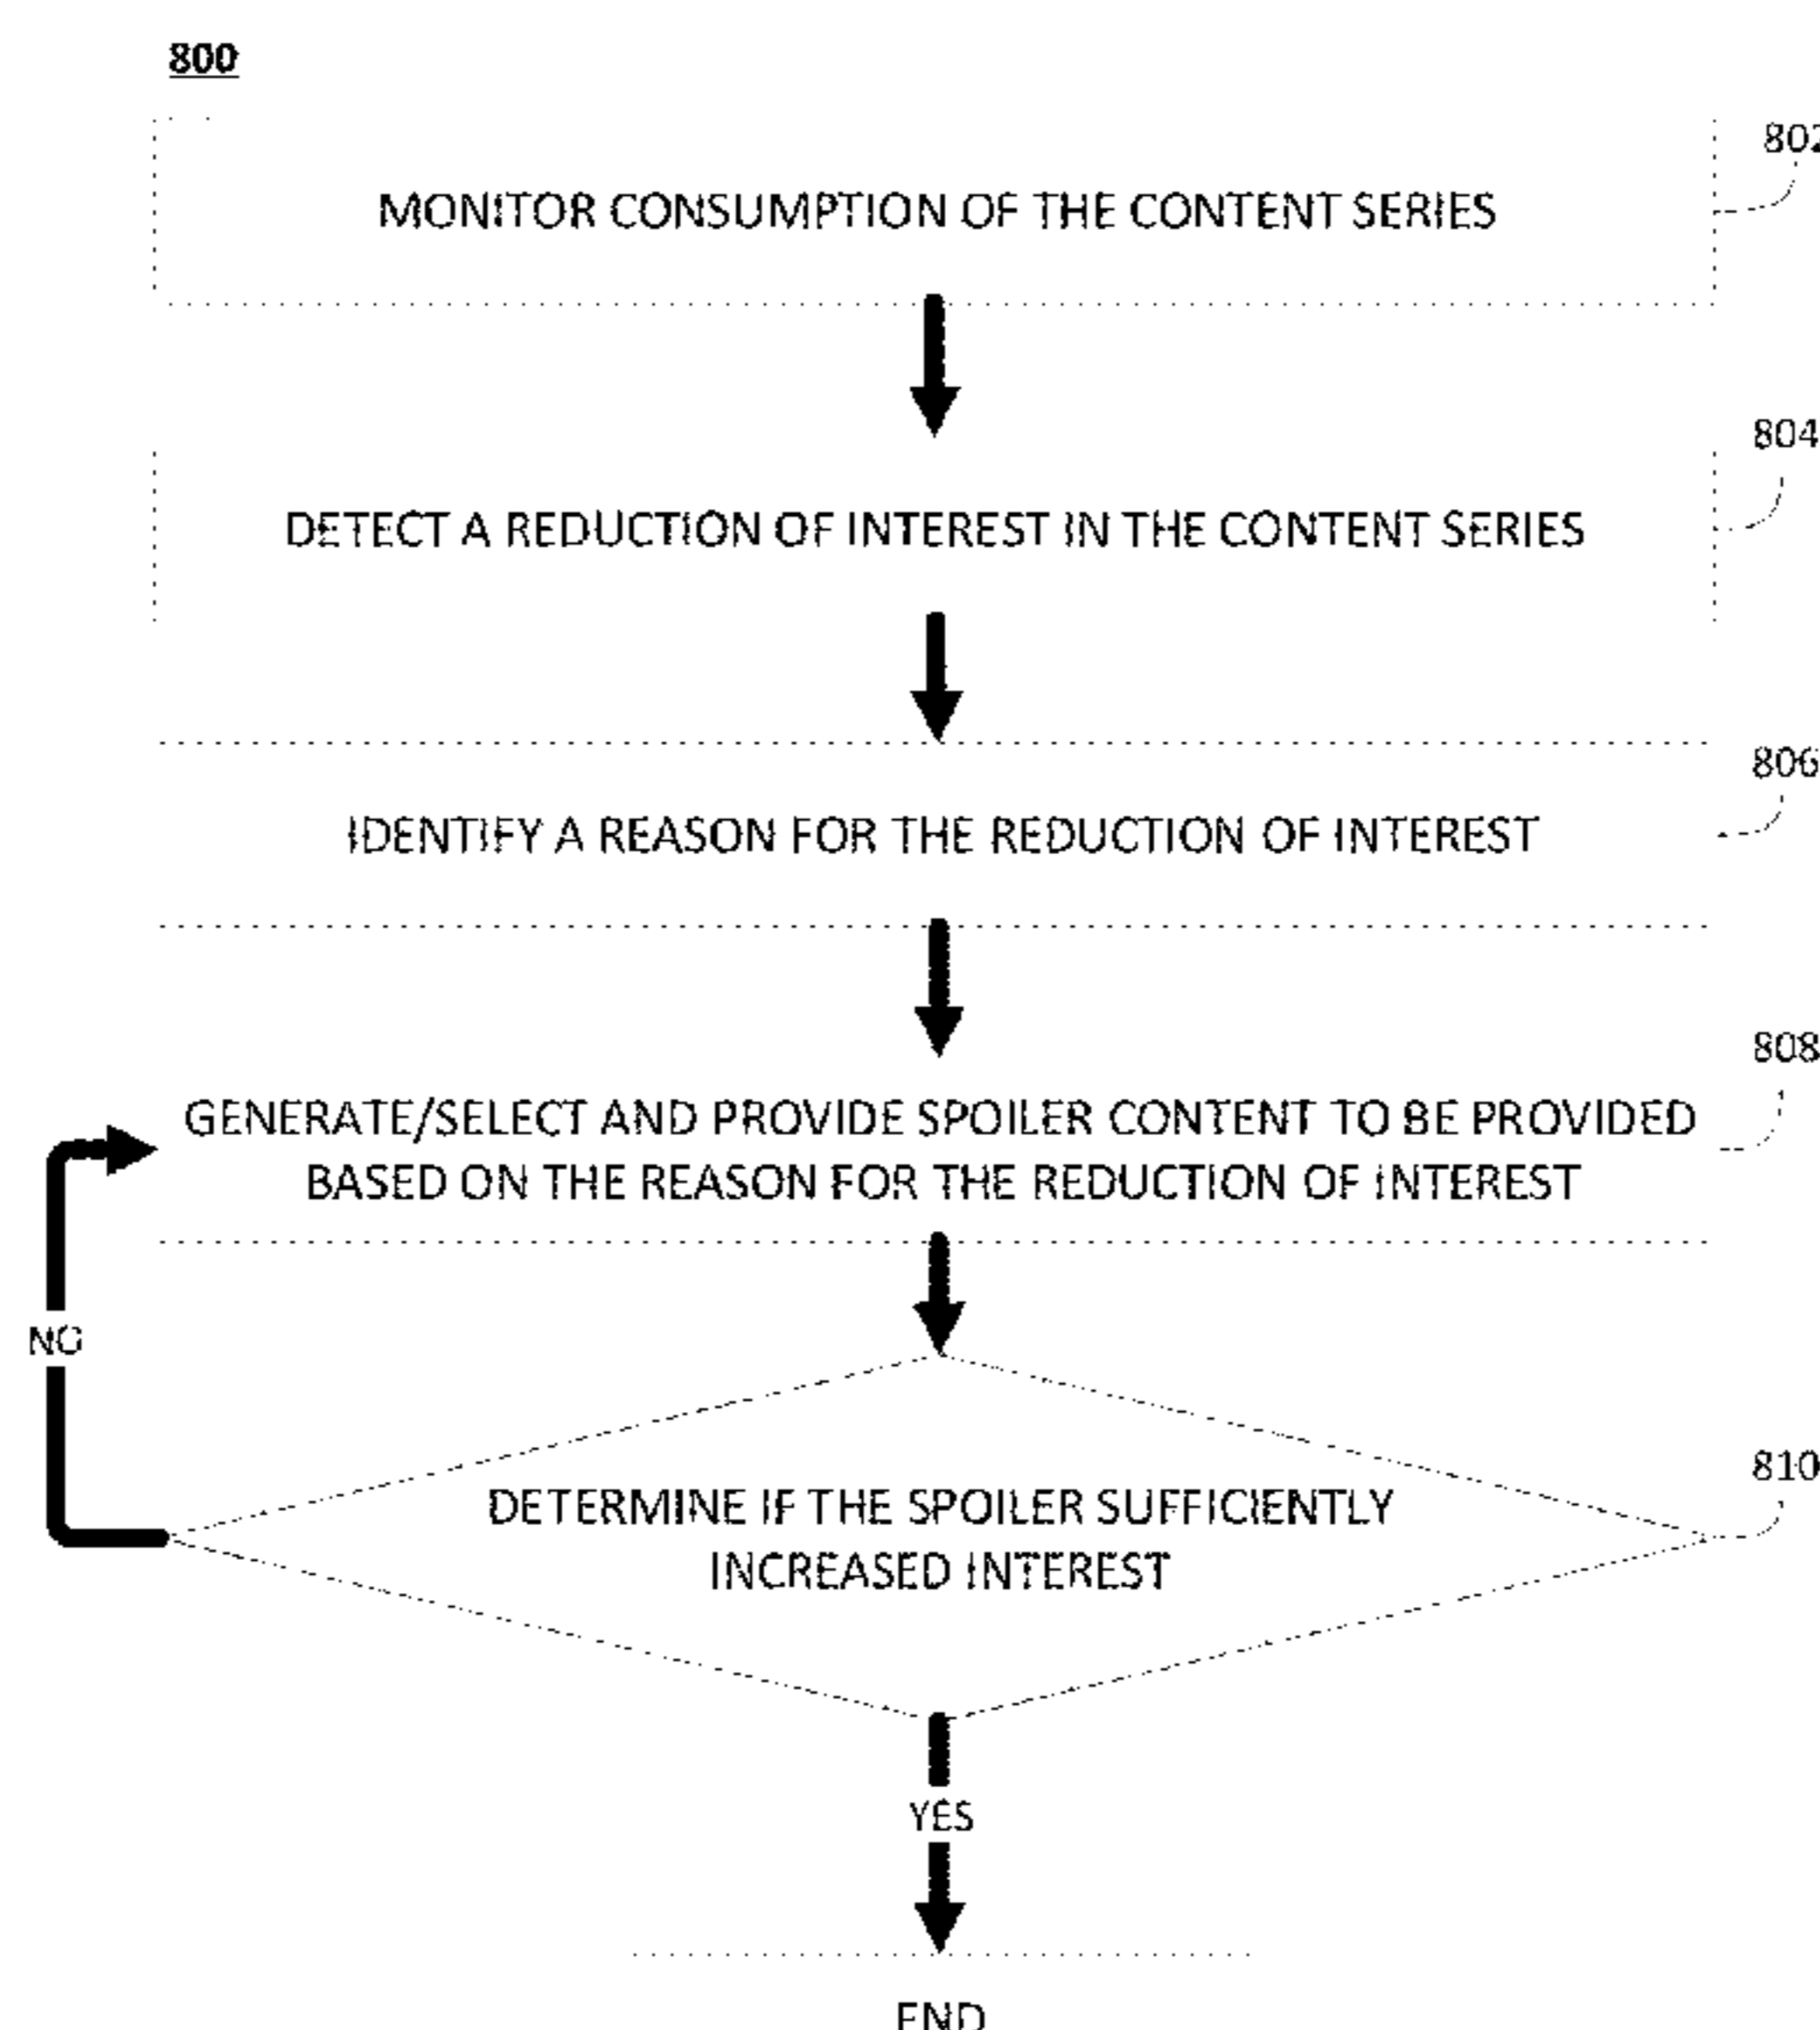 800
802
MONITOR CONSUMPTION OF THE CONTENT SERIES
804
DETECT A REDUCTION OF INTEREST IN THE CONTENT SERIES
806
IDENTIFY A REASON FOR THE REDUCTION OF INTEREST
808
GENERATE/SELECT AND PROVIDE SPOILER CONTENT TO BE PROVIDED
BASED ON THE REASON FOR THE REDUCTION OF INTEREST
NO
810
DETERMINE IF THE SPOILER SUFFICIENTLY
INCREASED INTEREST
YES
END